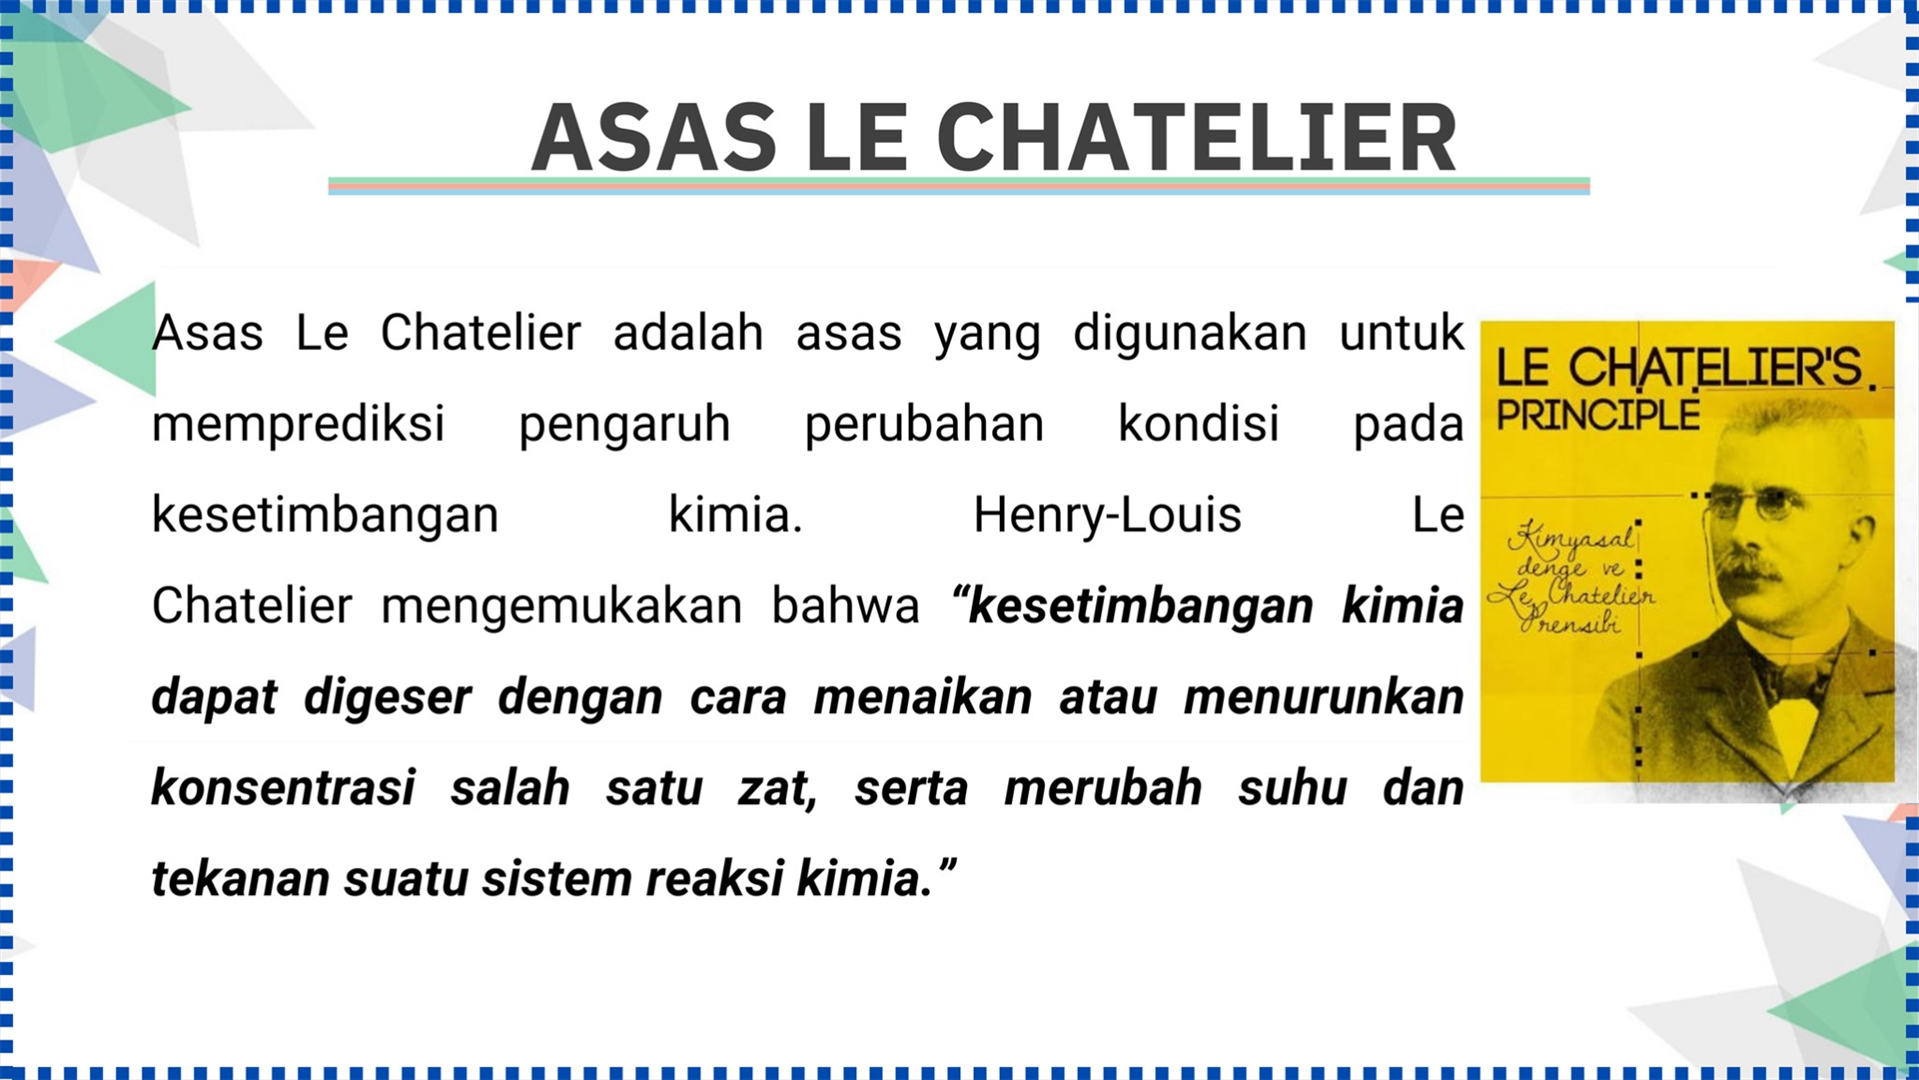 ASAS LE CHATELIER
Asas Le Chatelier adalah asas yang digunakan untuk
memprediksi pengaruh perubahan kondisi pada
kesetimbangan kimia. Henry-Louis Le
Chatelier mengemukakan bahwa “kesetimbangan kimia
dapat digeser dengan cara menaikan atau menurunkan
konsentrasi salah satu zat, serta merubah suhu dan
tekanan suatu sistem reaksi kimia.”
LE CHATELIER'S
PRINCIPLE
Kimyasal
denge ve
Le Chatelier
Prensibi